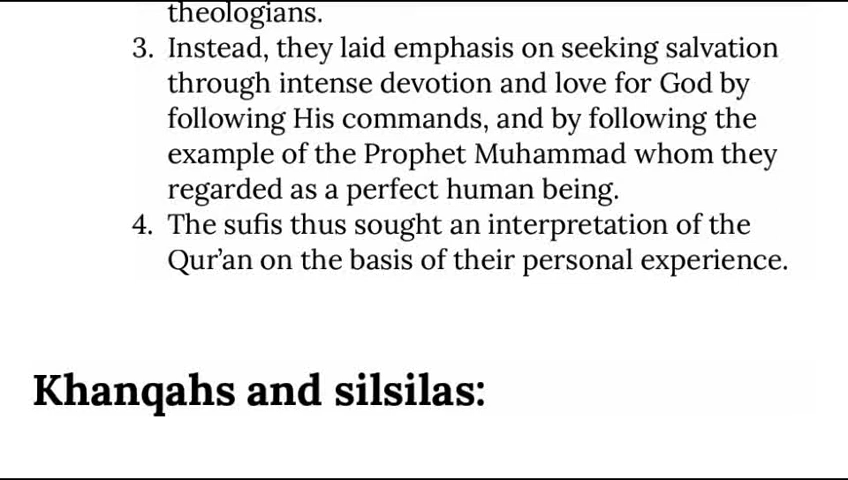 theologians.
3. Instead, they laid emphasis on seeking salvation
through intense devotion and love for God by
following His commands, and by following the
example of the Prophet Muhammad whom they
regarded as a perfect human being.
4. The sufis thus sought an interpretation of the
Qur’an on the basis of their personal experience.
Khanqahs and silsilas: